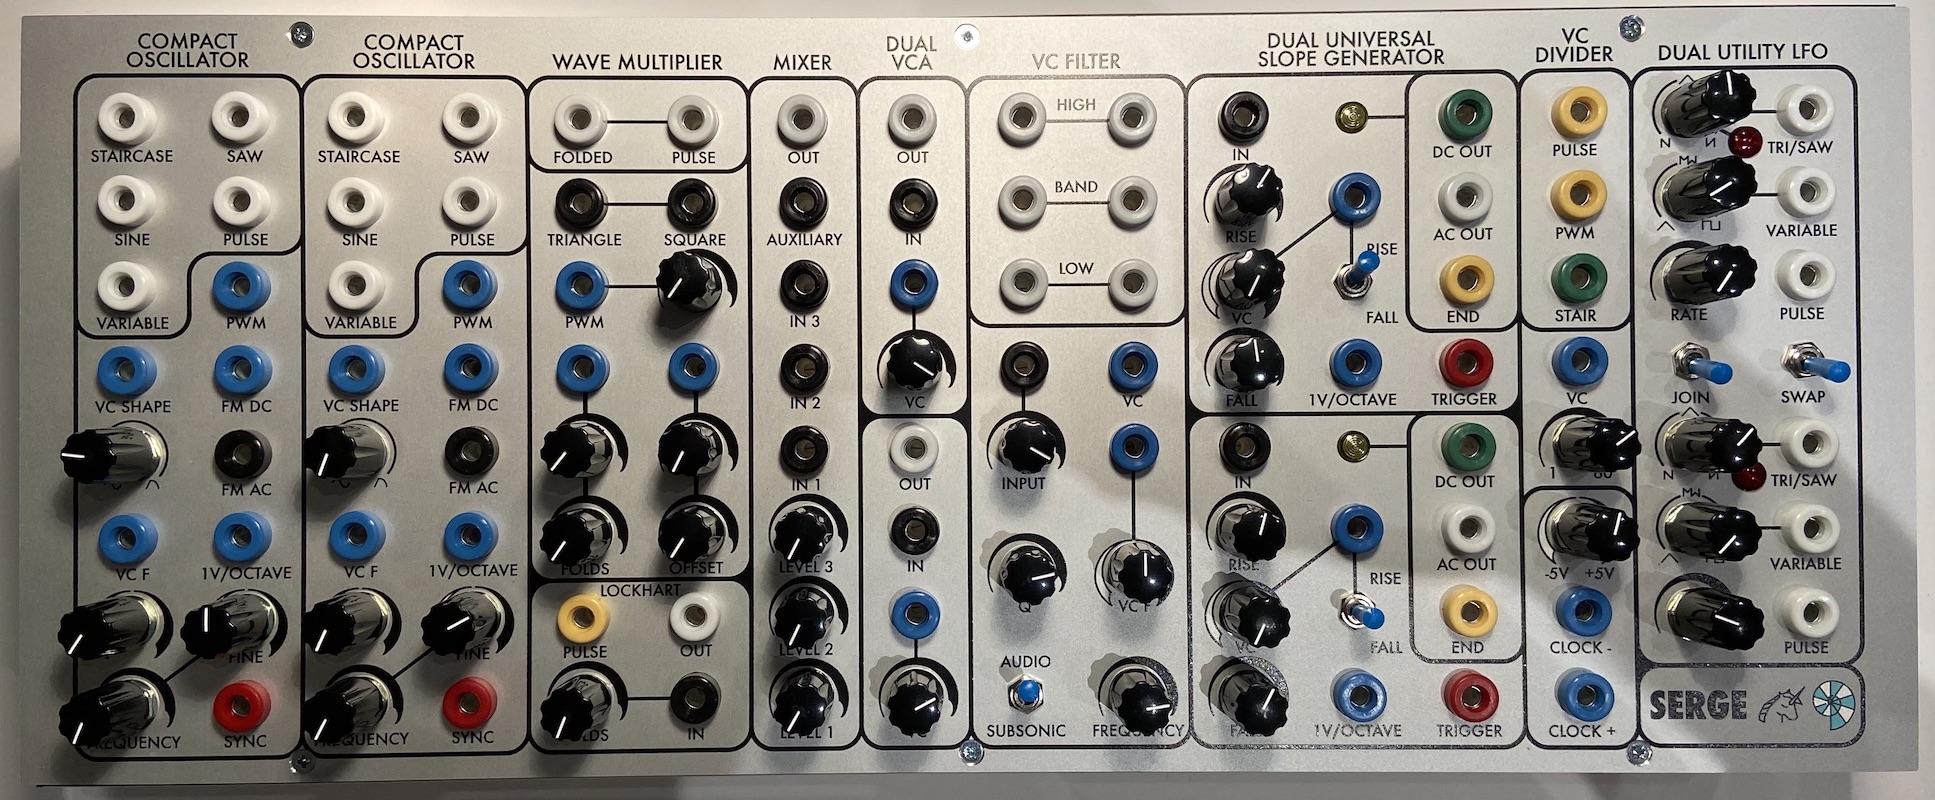 COMPACT
OSCILLATOR
STAIRCASE SAW
SINE PULSE
VARIABLE PWM
VC SHAPE FM DC
FM AC
VC F 1V/OCTAVE
FINE
FREQUENCY SYNC
COMPACT
OSCILLATOR
STAIRCASE SAW
SINE PULSE
VARIABLE PWM
VC SHAPE FM DC
FM AC
VC F 1V/OCTAVE
FINE
FREQUENCY SYNC
WAVE MULTIPLIER
FOLDED PULSE
TRIANGLE SQUARE
PWM
FOLDS OFFSET
LOCKHART
PULSE OUT
FOLDS IN
MIXER
OUT
AUXILIARY
IN 3
IN 2
IN 1
LEVEL 3
LEVEL 2
LEVEL 1
DUAL
VCA
OUT
IN
VC
OUT
IN
VC
VC FILTER
HIGH
BAND
LOW
VC
INPUT
Q VC F
AUDIO
SUBSONIC FREQUENCY
DUAL UNIVERSAL
SLOPE GENERATOR
IN DC OUT
RISE AC OUT
RISE
VC FALL END
FALL 1V/OCTAVE TRIGGER
IN DC OUT
RISE RISE AC OUT
VC FALL END
FALL 1V/OCTAVE TRIGGER
VC
DIVIDER
PULSE
PWM
STAIR
VC
1 60
-5V +5V
CLOCK -
CLOCK +
DUAL UTILITY LFO
N TRI/SAW
VARIABLE
RATE PULSE
JOIN SWAP
N TRI/SAW
VARIABLE
PULSE
SERGE